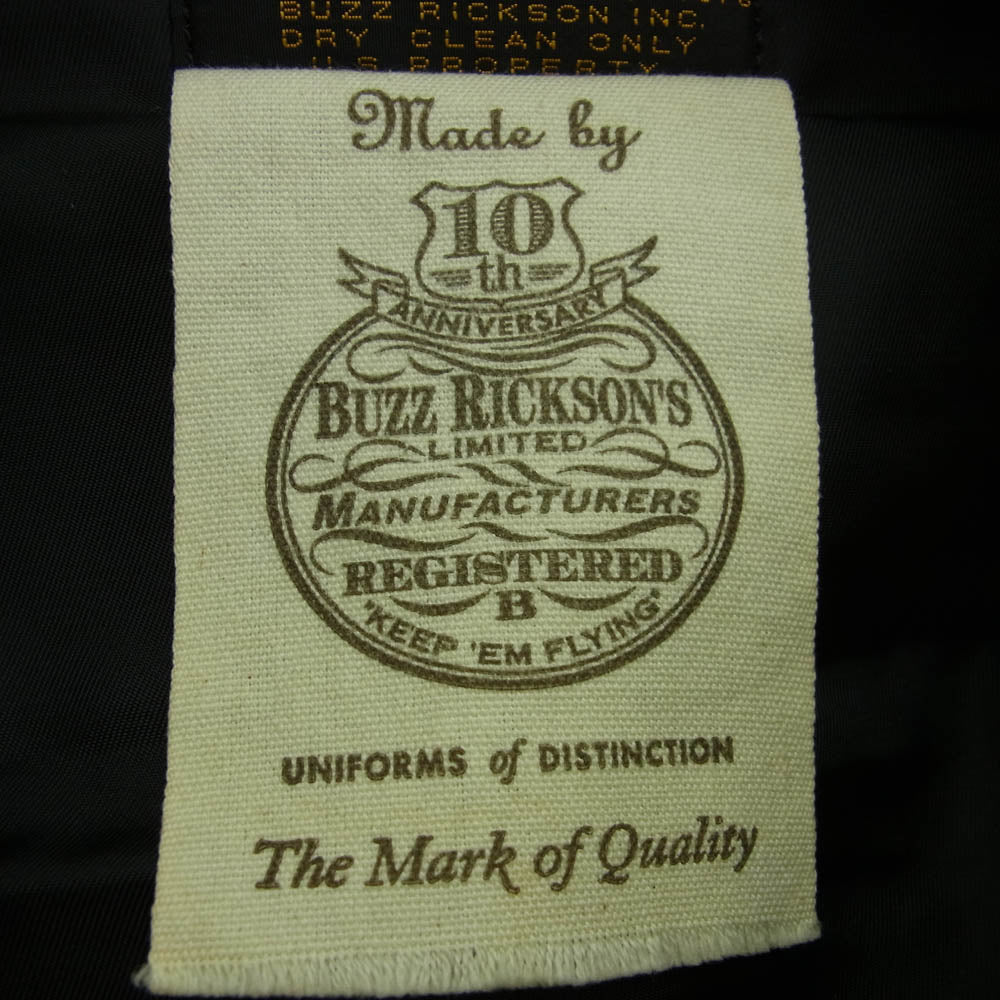 BUZZ RICKSON INC.
DRY CLEAN ONLY
U.S. PROPERTY
Made by
10
th
ANNIVERSARY
BUZZ RICKSON'S
LIMITED
MANUFACTURERS
REGISTERED
B
'KEEP 'EM FLYING'
UNIFORMS of DISTINCTION
The Mark of Quality